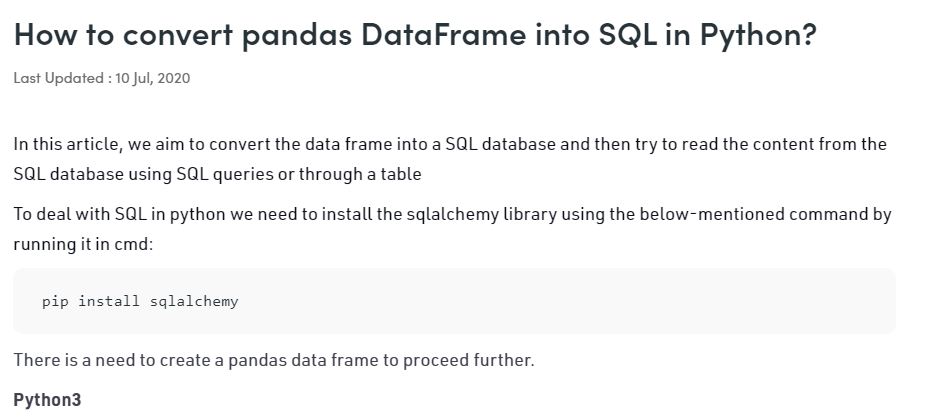 How to convert pandas DataFrame into SQL in Python?
Last Updated : 10 Jul, 2020
In this article, we aim to convert the data frame into a SQL database and then try to read the content from the
SQL database using SQL queries or through a table
To deal with SQL in python we need to install the sqlalchemy library using the below-mentioned command by
running it in cmd:
pip install sqlalchemy
There is a need to create a pandas data frame to proceed further.
Python3